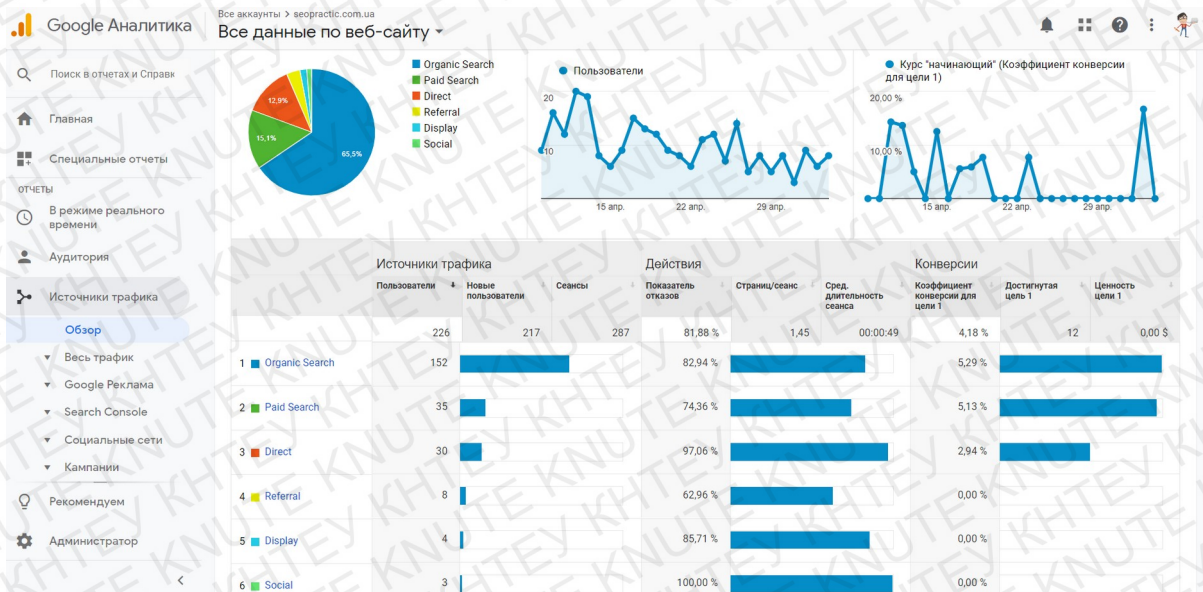 Google Аналитика
Все аккаунты > seopractic.com.ua
Все данные по веб-сайту
Поиск в отчетах и Справк
Главная
Специальные отчеты
ОТЧЕТЫ
В режиме реального
времени
Аудитория
Источники трафика
Обзор
Весь трафик
Google Реклама
Search Console
Социальные сети
Кампании
Рекомендуем
Администратор
Organic Search
Paid Search
Direct
Referral
Display
Social
12,9%
15,1%
65,5%
Пользователи
20
10
15 апр.
22 апр.
29 апр.
Курс "начинающий" (Коэффициент конверсии
для цели 1)
20,00 %
10,00 %
15 апр.
22 апр.
29 апр.
Источники трафика
Действия
Конверсии
Пользователи
Новые
пользователи
Сеансы
Показатель
отказов
Страниц/сеанс
Сред.
длительность
сеанса
Коэффициент
конверсии для
цели 1
Достигнутая
цель 1
Ценность
цели 1
226 217 287 81,88 % 1,45 00:00:49 4,18 % 12 0,00 $
1 Organic Search 152 82,94 % 5,29 %
2 Paid Search 35 74,36 % 5,13 %
3 Direct 30 97,06 % 2,94 %
4 Referral 8 62,96 % 0,00 %
5 Display 4 85,71 % 0,00 %
6 Social 3 100,00 % 0,00 %
KNUTE KHTEY